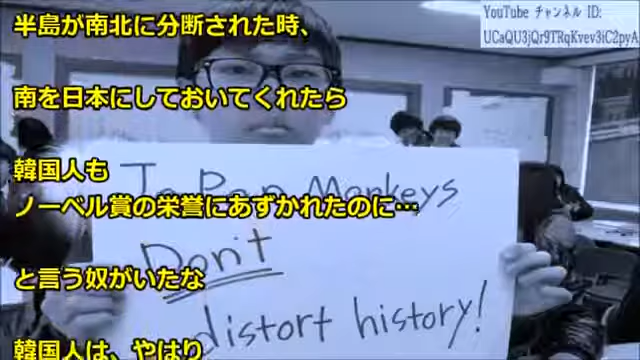 YouTube チャンネル ID:
UCaQU3jQr9TRqKvev3iC2pyA
半島が南北に分断された時、
南を日本にしておいてくれたら
韓国人も
ノーベル賞の栄誉にあずかれたのに…
と言う奴がいたな
韓国人は、やはり
To Pan Monkeys
Don't
distort history!